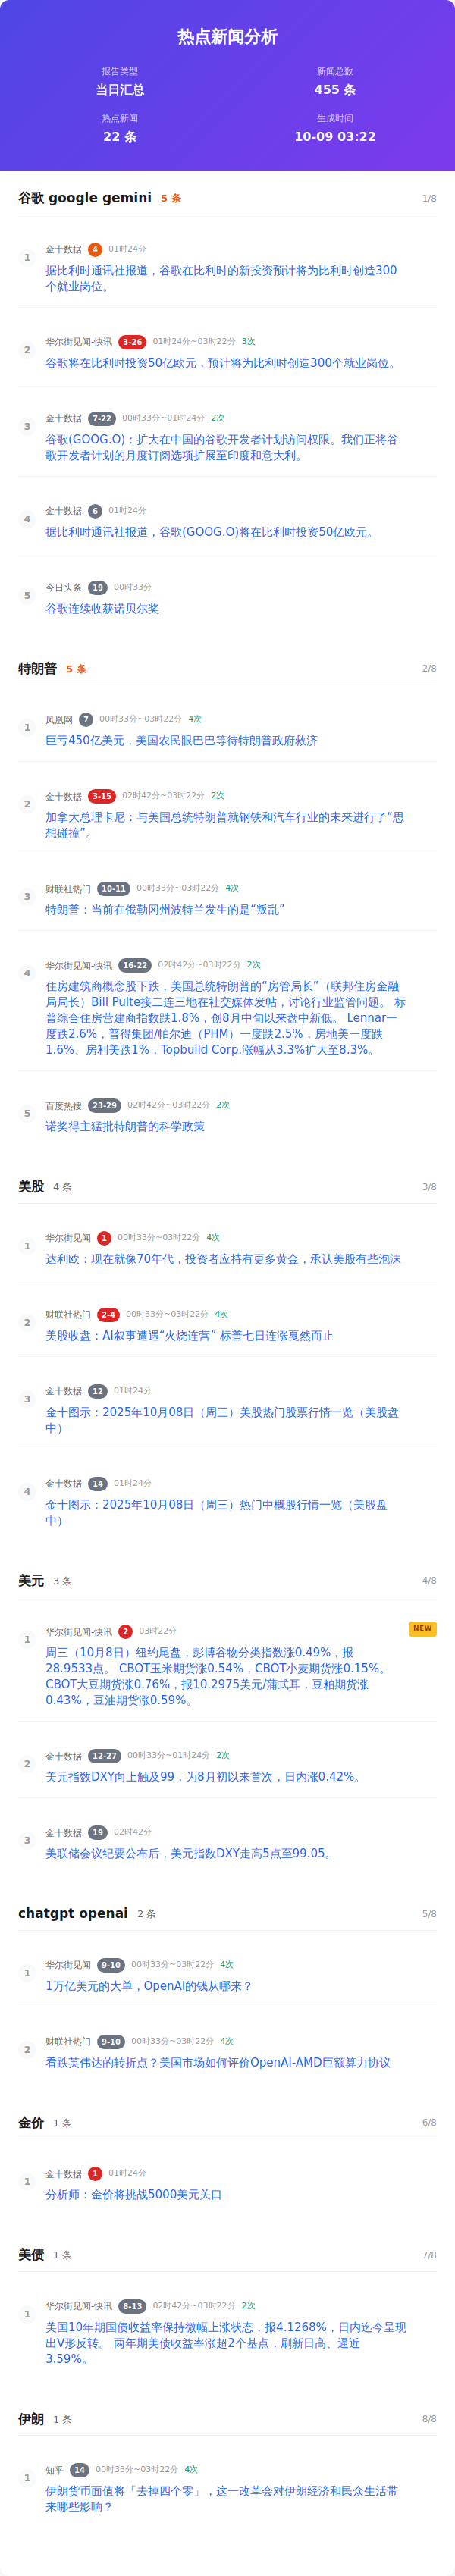 热点新闻分析
报告类型
当日汇总
新闻总数
455 条
热点新闻
22 条
生成时间
10-09 03:22
谷歌 google gemini 5 条 1/8
1
金十数据 4 01时24分
据比利时通讯社报道，谷歌在比利时的新投资预计将为比利时创造300
个就业岗位。
2
华尔街见闻-快讯 3-26 01时24分~03时22分 3次
谷歌将在比利时投资50亿欧元，预计将为比利时创造300个就业岗位。
3
金十数据 7-22 00时33分~01时24分 2次
谷歌(GOOG.O)：扩大在中国的谷歌开发者计划访问权限。我们正将谷
歌开发者计划的月度订阅选项扩展至印度和意大利。
4
金十数据 6 01时24分
据比利时通讯社报道，谷歌(GOOG.O)将在比利时投资50亿欧元。
5
今日头条 19 00时33分
谷歌连续收获诺贝尔奖
特朗普 5 条 2/8
1
凤凰网 7 00时33分~03时22分 4次
巨亏450亿美元，美国农民眼巴巴等待特朗普政府救济
2
金十数据 3-15 02时42分~03时22分 2次
加拿大总理卡尼：与美国总统特朗普就钢铁和汽车行业的未来进行了“思
想碰撞”。
3
财联社热门 10-11 00时33分~03时22分 4次
特朗普：当前在俄勒冈州波特兰发生的是“叛乱”
4
华尔街见闻-快讯 16-22 02时42分~03时22分 2次
住房建筑商概念股下跌，美国总统特朗普的“房管局长”（联邦住房金融
局局长）Bill Pulte接二连三地在社交媒体发帖，讨论行业监管问题。 标
普综合住房营建商指数跌1.8%，创8月中旬以来盘中新低。 Lennar一
度跌2.6%，普得集团/帕尔迪（PHM）一度跌2.5%，房地美一度跌
1.6%、房利美跌1%，Topbuild Corp.涨幅从3.3%扩大至8.3%。
5
百度热搜 23-29 02时42分~03时22分 2次
诺奖得主猛批特朗普的科学政策
美股 4 条 3/8
1
华尔街见闻 1 00时33分~03时22分 4次
达利欧：现在就像70年代，投资者应持有更多黄金，承认美股有些泡沫
2
财联社热门 2-4 00时33分~03时22分 4次
美股收盘：AI叙事遭遇“火烧连营” 标普七日连涨戛然而止
3
金十数据 12 01时24分
金十图示：2025年10月08日（周三）美股热门股票行情一览（美股盘
中）
4
金十数据 14 01时24分
金十图示：2025年10月08日（周三）热门中概股行情一览（美股盘
中）
美元 3 条 4/8
1
华尔街见闻-快讯 2 03时22分 NEW
周三（10月8日）纽约尾盘，彭博谷物分类指数涨0.49%，报
28.9533点。 CBOT玉米期货涨0.54%，CBOT小麦期货涨0.15%。
CBOT大豆期货涨0.76%，报10.2975美元/蒲式耳，豆粕期货涨
0.43%，豆油期货涨0.59%。
2
金十数据 12-27 00时33分~01时24分 2次
美元指数DXY向上触及99，为8月初以来首次，日内涨0.42%。
3
金十数据 19 02时42分
美联储会议纪要公布后，美元指数DXY走高5点至99.05。
chatgpt openai 2 条 5/8
1
华尔街见闻 9-10 00时33分~03时22分 4次
1万亿美元的大单，OpenAI的钱从哪来？
2
财联社热门 9-10 00时33分~03时22分 4次
看跌英伟达的转折点？美国市场如何评价OpenAI-AMD巨额算力协议
金价 1 条 6/8
1
金十数据 1 01时24分
分析师：金价将挑战5000美元关口
美债 1 条 7/8
1
华尔街见闻-快讯 8-13 02时42分~03时22分 2次
美国10年期国债收益率保持微幅上涨状态，报4.1268%，日内迄今呈现
出V形反转。 两年期美债收益率涨超2个基点，刷新日高、逼近
3.59%。
伊朗 1 条 8/8
1
知乎 14 00时33分~03时22分 4次
伊朗货币面值将「去掉四个零」，这一改革会对伊朗经济和民众生活带
来哪些影响？